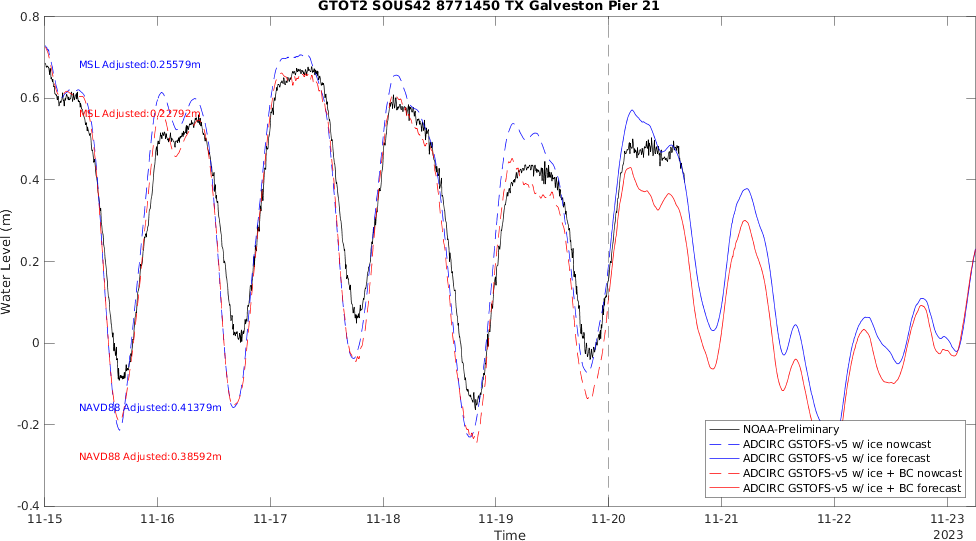 GTOT2 SOUS42 8771450 TX Galveston Pier 21
0.8
0.6
0.4
0.2
0
-0.2
-0.4
Water Level (m)
MSL Adjusted:0.25579m
MSL Adjusted:0.22792m
NAVD88 Adjusted:0.41379m
NAVD88 Adjusted:0.38592m
NOAA-Preliminary
ADCIRC GSTOFS-v5 w/ ice nowcast
ADCIRC GSTOFS-v5 w/ ice forecast
ADCIRC GSTOFS-v5 w/ ice + BC nowcast
ADCIRC GSTOFS-v5 w/ ice + BC forecast
11-15 11-16 11-17 11-18 11-19 11-20 11-21 11-22 11-23
Time
2023